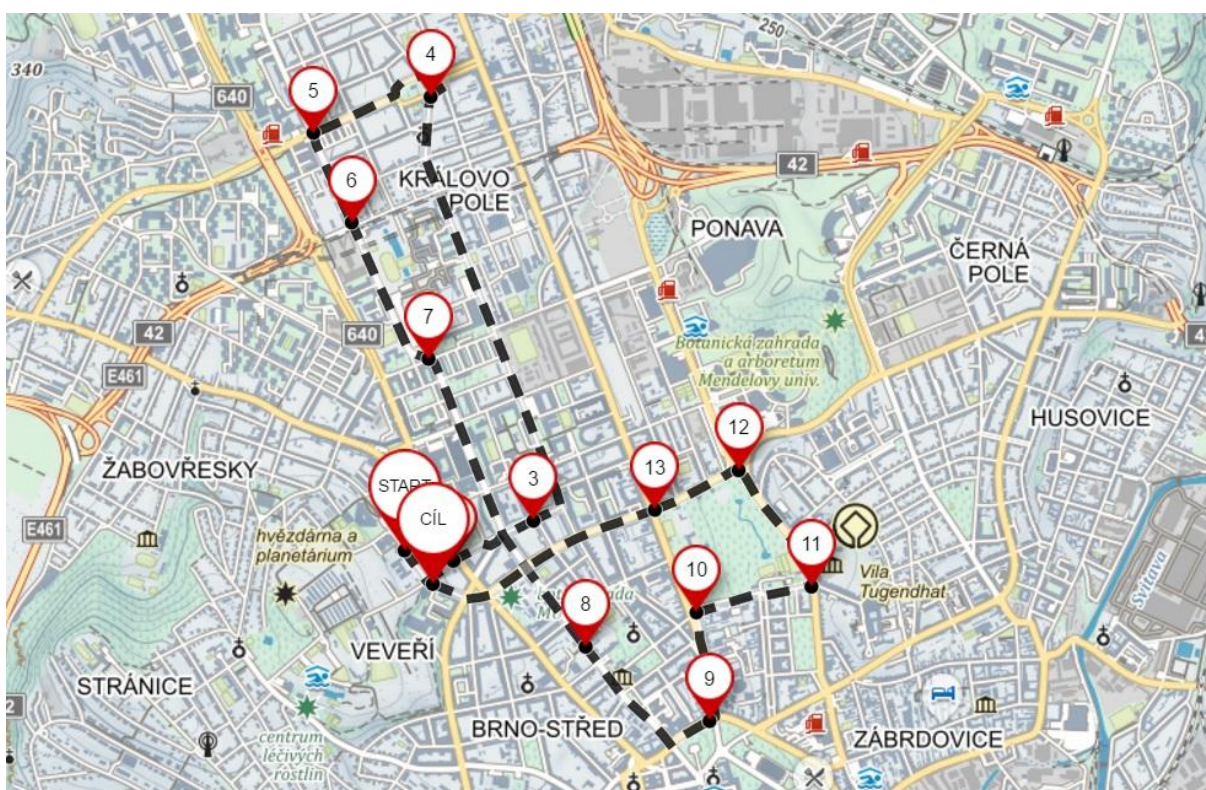 250
340
640
4
5
42
6
KRÁLOVO
POLE
PONAVA
ČERNÁ
POLE
7
42
640
E461
Botanická zahrada
a arboretum
Mendelovy univ.
HUSOVICE
12
ŽABOVŘESKY
START
3
13
CÍL
E461
hvězdárna a
planetárium
11
Vila
Tugendhat
Svitava
10
8
VEVEŘÍ
STRÁNICE
9
BRNO-STŘED
ZÁBRDOVICE
centrum
léčivých
rostlin